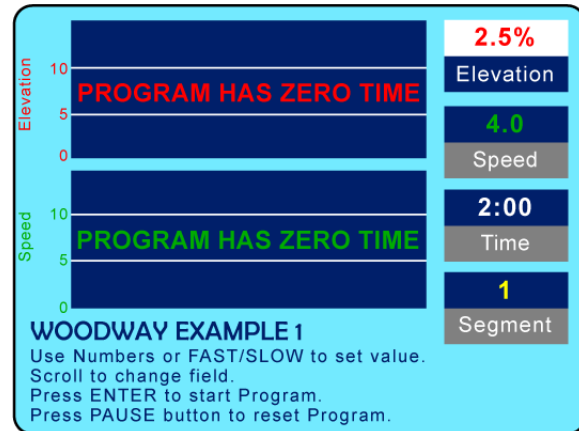 Elevation
10
5
0
PROGRAM HAS ZERO TIME
Speed
10
5
0
PROGRAM HAS ZERO TIME
2.5%
Elevation
4.0
Speed
2:00
Time
1
Segment
WOODWAY EXAMPLE 1
Use Numbers or FAST/SLOW to set value.
Scroll to change field.
Press ENTER to start Program.
Press PAUSE button to reset Program.